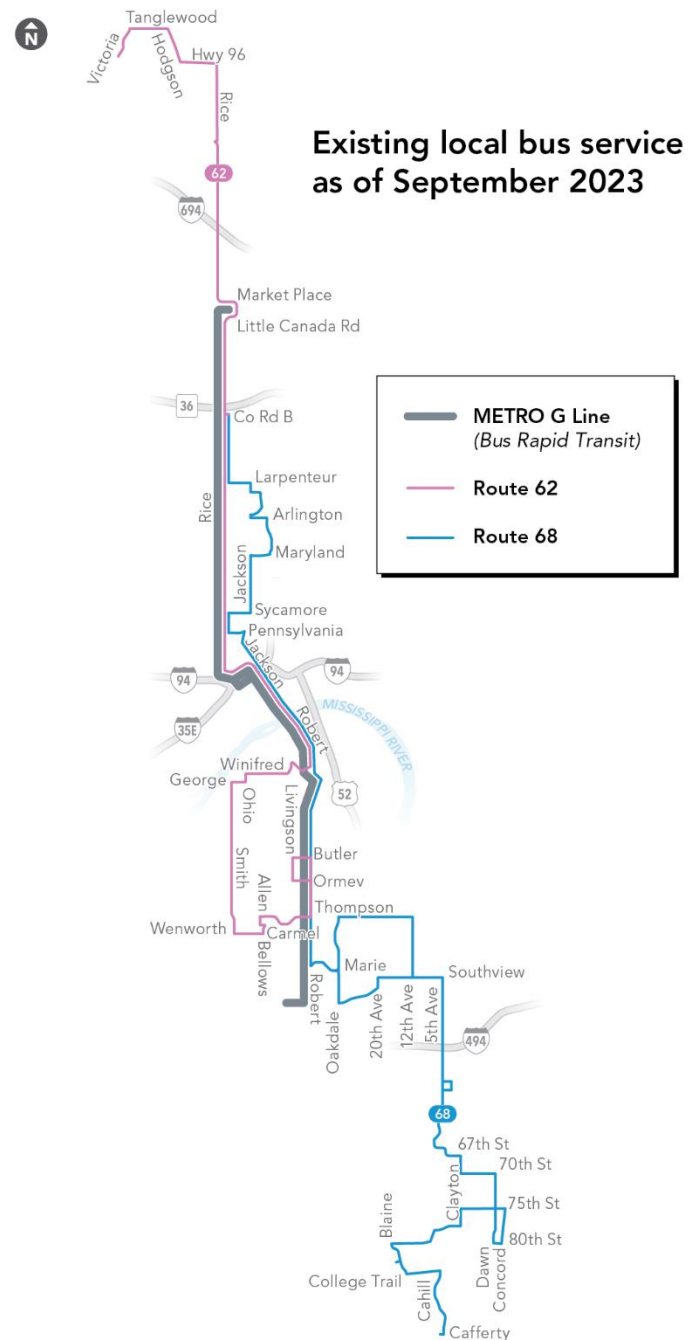 N
Tanglewood
Victoria
Hodgson
Hwy 96
Rice
Existing local bus service
as of September 2023
62
694
Market Place
Little Canada Rd
METRO G Line
(Bus Rapid Transit)
Route 62
Route 68
36
Co Rd B
Larpenteur
Rice
Arlington
Maryland
Jackson
Sycamore
Pennsylvania
Jackson
94
94
35E
Robert
MISSISSIPPI RIVER
52
Winifred
George
Ohio
Livingson
Smith
Butler
Ormev
Allen
Thompson
Wenworth
Carmel
Bellows
Marie
Southview
Robert
Oakdale
20th Ave
12th Ave
5th Ave
494
68
67th St
70th St
Clayton
75th St
Blaine
80th St
Dawn
Concord
College Trail
Cahill
Cafferty